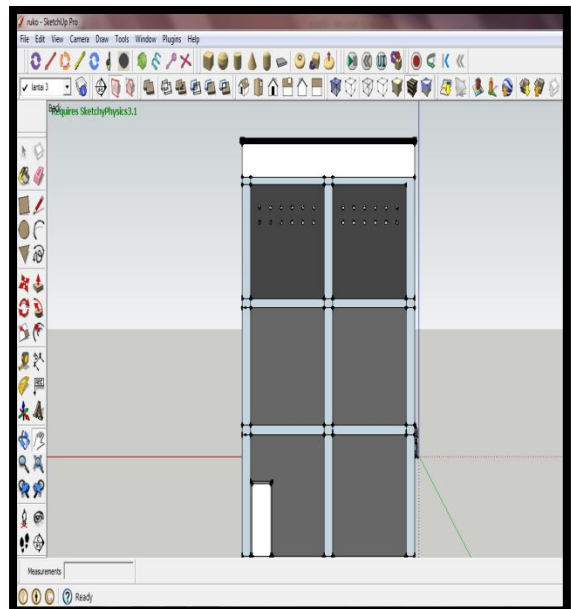 ruko - SketchUp Pro
File Edit View Camera Draw Tools Window Plugins Help
lantai 3
Back
Requires SketchyPhysics3.1
Measurements
Ready